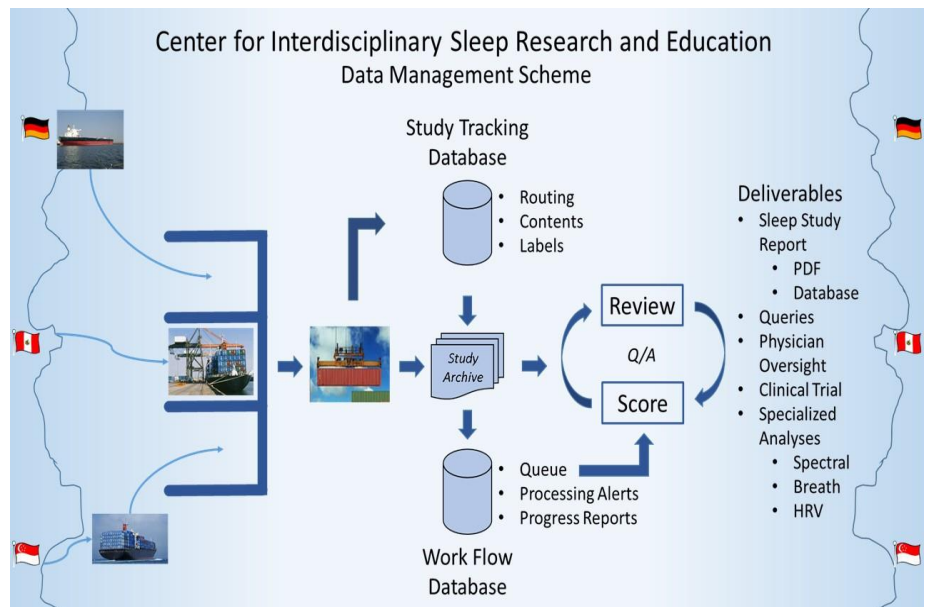 Center for Interdisciplinary Sleep Research and Education
Data Management Scheme
Study Tracking
Database
• Routing
• Contents
• Labels
Study
Archive
Review
Q/A
Score
• Queue
• Processing Alerts
• Progress Reports
Work Flow
Database
Deliverables
• Sleep Study
Report
• PDF
• Database
• Queries
• Physician
Oversight
• Clinical Trial
• Specialized
Analyses
• Spectral
• Breath
• HRV